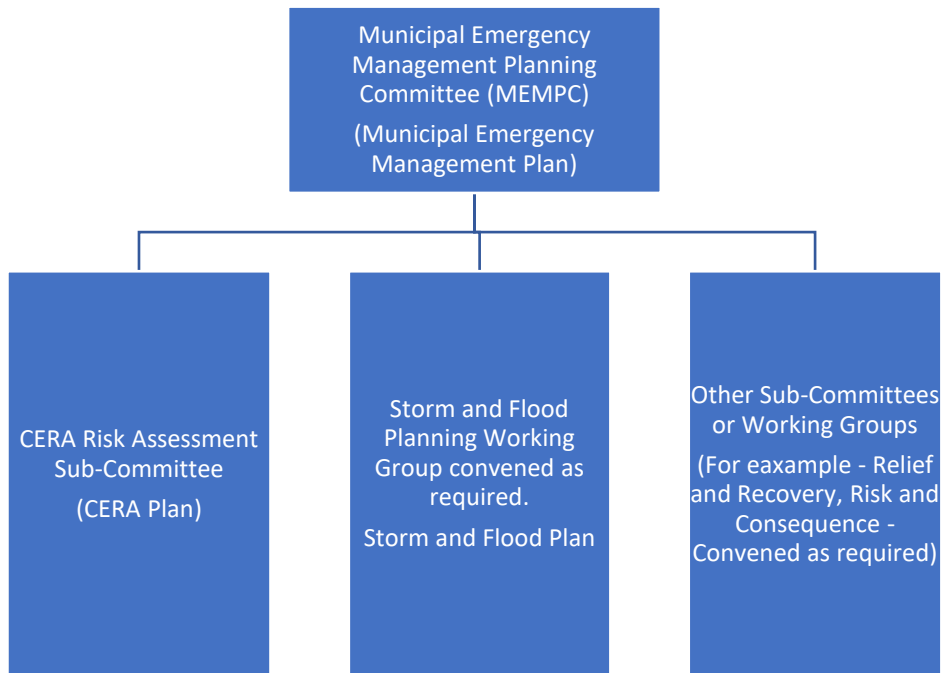 Municipal Emergency
Management Planning
Committee (MEMPC)
(Municipal Emergency
Management Plan)
CERA Risk Assessment
Sub-Committee
(CERA Plan)
Storm and Flood
Planning Working
Group convened as
required.
Storm and Flood Plan
Other Sub-Committees
or Working Groups
(For eaxample - Relief
and Recovery, Risk and
Consequence -
Convened as required)